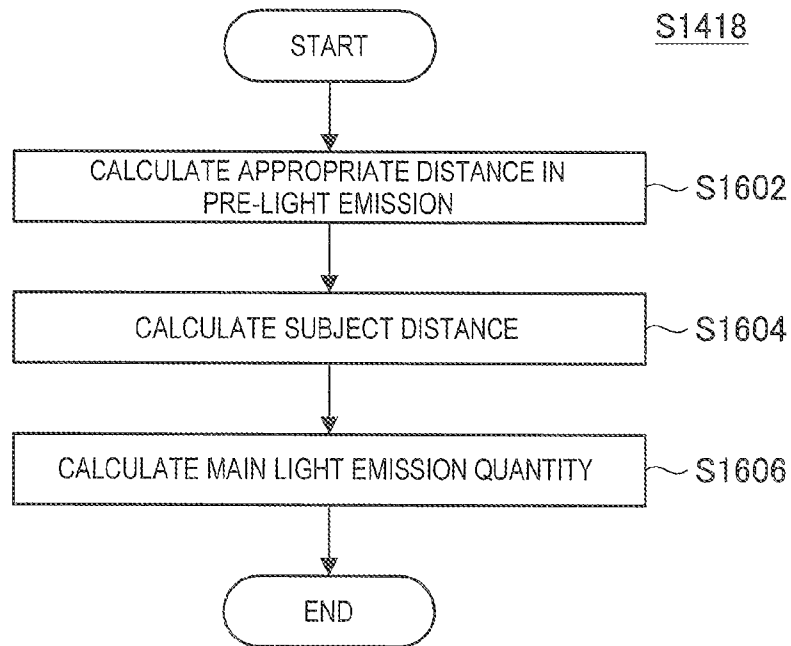 START
S1418
CALCULATE APPROPRIATE DISTANCE IN
PRE-LIGHT EMISSION
S1602
CALCULATE SUBJECT DISTANCE
S1604
CALCULATE MAIN LIGHT EMISSION QUANTITY
S1606
END